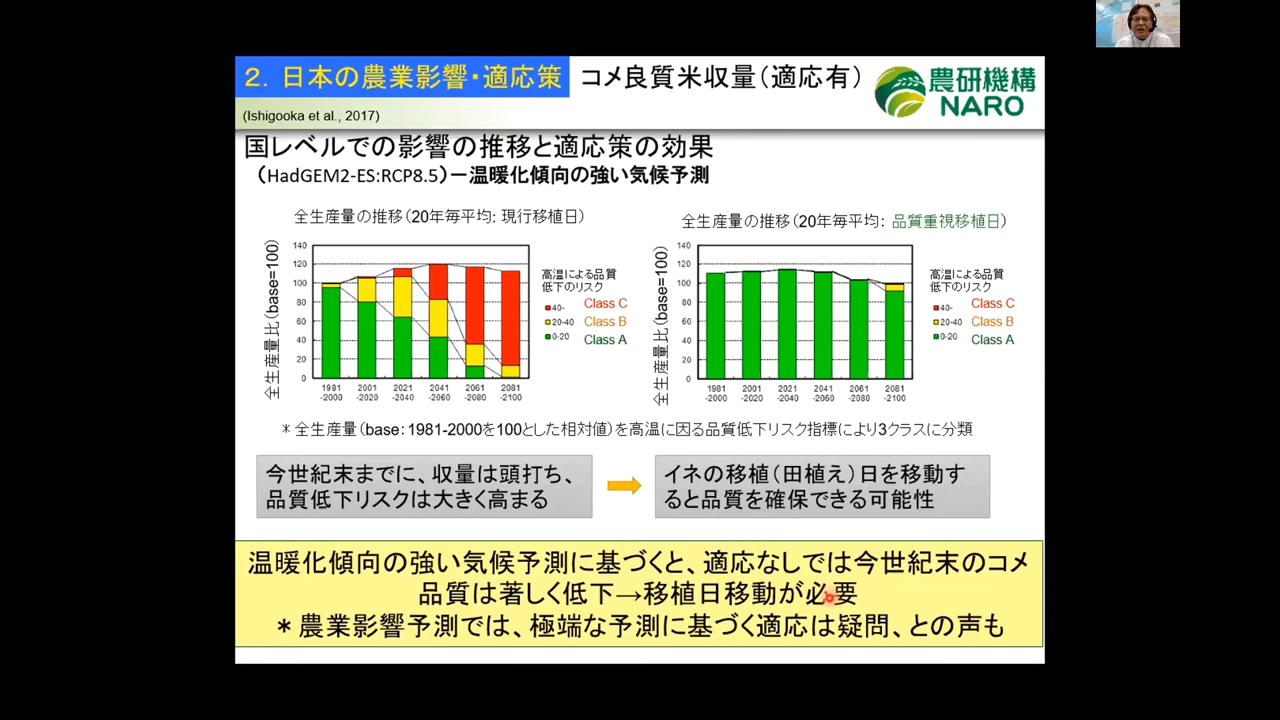 2. 日本の農業影響・適応策 コメ良質米収量(適応有)
農研機構
NARO
(Ishigooka et al., 2017)
国レベルでの影響の推移と適応策の効果
(HadGEM2-ES:RCP8.5)－温暖化傾向の強い気候予測
全生産量の推移(20年毎平均: 現行移植日)
全生産量比(base=100)
140
120
100
80
60
40
20
0
1981-2000
2001-2020
2021-2040
2041-2060
2061-2080
2081-2100
高温による品質
低下のリスク
40- Class C
20-40 Class B
0-20 Class A
全生産量の推移(20年毎平均: 品質重視移植日)
全生産量比(base=100)
140
120
100
80
60
40
20
0
1981-2000
2001-2020
2021-2040
2041-2060
2061-2080
2081-2100
高温による品質
低下のリスク
40- Class C
20-40 Class B
0-20 Class A
＊全生産量(base:1981-2000を100とした相対値)を高温に因る品質低下リスク指標により3クラスに分類
今世紀末までに、収量は頭打ち、
品質低下リスクは大きく高まる
イネの移植(田植え)日を移動す
ると品質を確保できる可能性
温暖化傾向の強い気候予測に基づくと、適応なしでは今世紀末のコメ
品質は著しく低下→移植日移動が必要
＊農業影響予測では、極端な予測に基づく適応は疑問、との声も